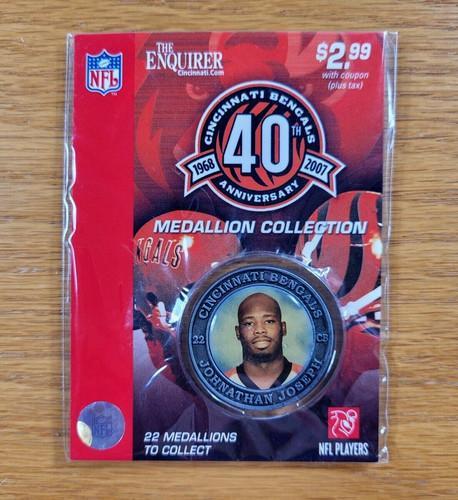 NFL
THE
ENQUIRER
Cincinnati.Com
$2.99
with coupon
(plus tax)
CINCINNATI BENGALS
40TH
1968 2007
ANNIVERSARY
MEDALLION COLLECTION
NGALS
CINCINNATI BENGALS
22 CB
JOHNATHAN JOSEPH
22 MEDALLIONS
TO COLLECT
NFL PLAYERS